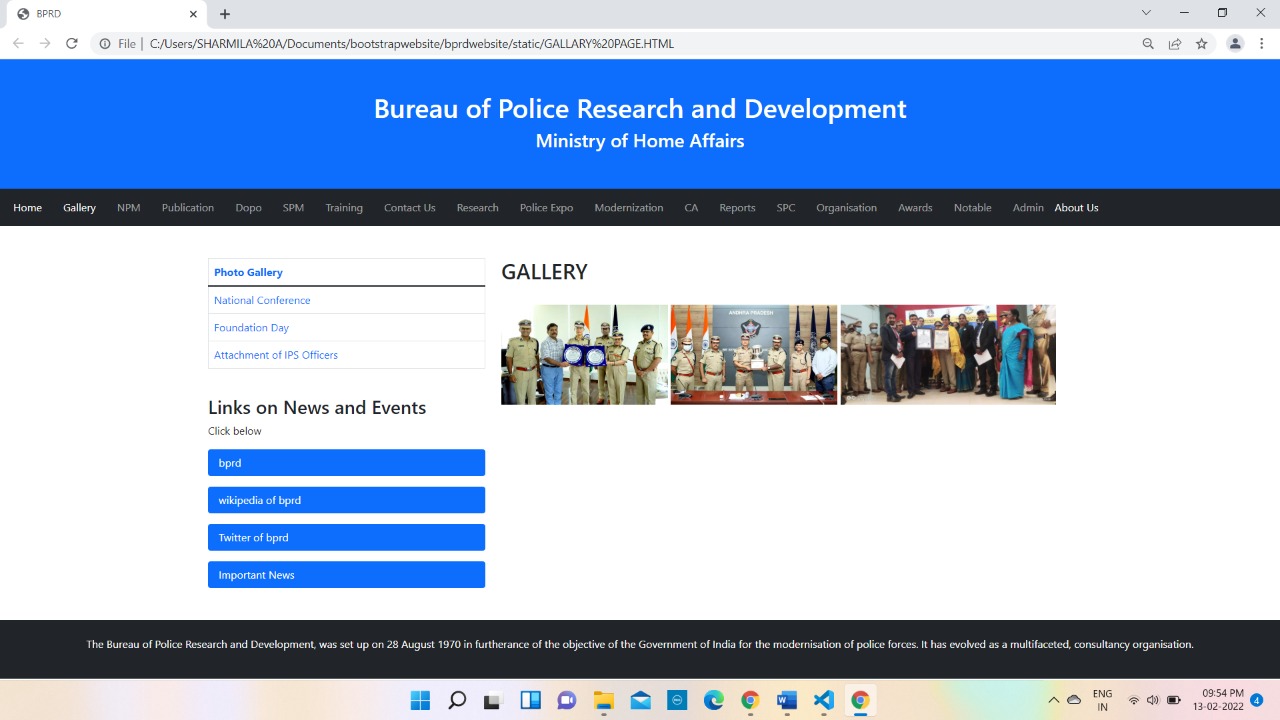 BPRD
File
C:/Users/SHARMILA%20A/Documents/bootstrapwebsite/bprdwebsite/static/GALLARY%20PAGE.HTML
Bureau of Police Research and Development
Ministry of Home Affairs
Home Gallery NPM Publication Dopo SPM Training Contact Us Research Police Expo Modernization CA Reports SPC Organisation Awards Notable Admin About Us
Photo Gallery
National Conference
Foundation Day
Attachment of IPS Officers
GALLERY
ANDHRA PRADESH
Links on News and Events
Click below
bprd
wikipedia of bprd
Twitter of bprd
Important News
The Bureau of Police Research and Development, was set up on 28 August 1970 in furtherance of the objective of the Government of India for the modernisation of police forces. It has evolved as a multifaceted, consultancy organisation.
ENG
IN
09:54 PM
13-02-2022
4